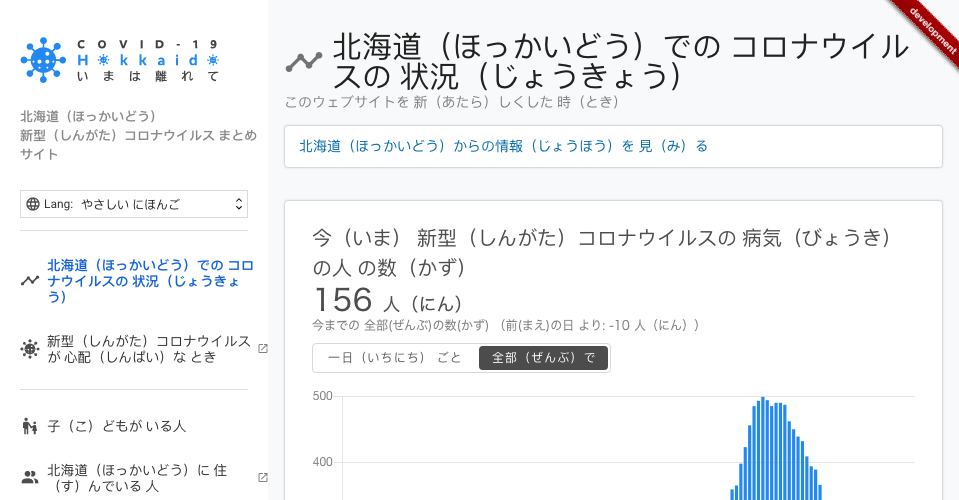 COVID-19
Hokkaido
いまは離れて
北海道（ほっかいどう）
新型（しんがた）コロナウイルス まとめ
サイト
Lang: やさしい にほんご
北海道（ほっかいどう）での コロ
ナウイルスの 状況（じょうきょ
う）
新型（しんがた）コロナウイルス
が 心配（しんぱい）な とき
子（こ）どもが いる人
北海道（ほっかいどう）に 住
（す）んでいる 人
development
北海道（ほっかいどう）での コロナウイル
スの 状況（じょうきょう）
このウェブサイトを 新（あたら）しくした 時（とき）
北海道（ほっかいどう）からの情報（じょうほう）を 見（み）る
今（いま） 新型（しんがた）コロナウイルスの 病気（びょうき）
の人 の数（かず）
156 人（にん）
今までの 全部(ぜんぶ)の数(かず) （前(まえ)の日 より: -10 人（にん））
一日（いちにち） ごと
全部（ぜんぶ）で
500
400